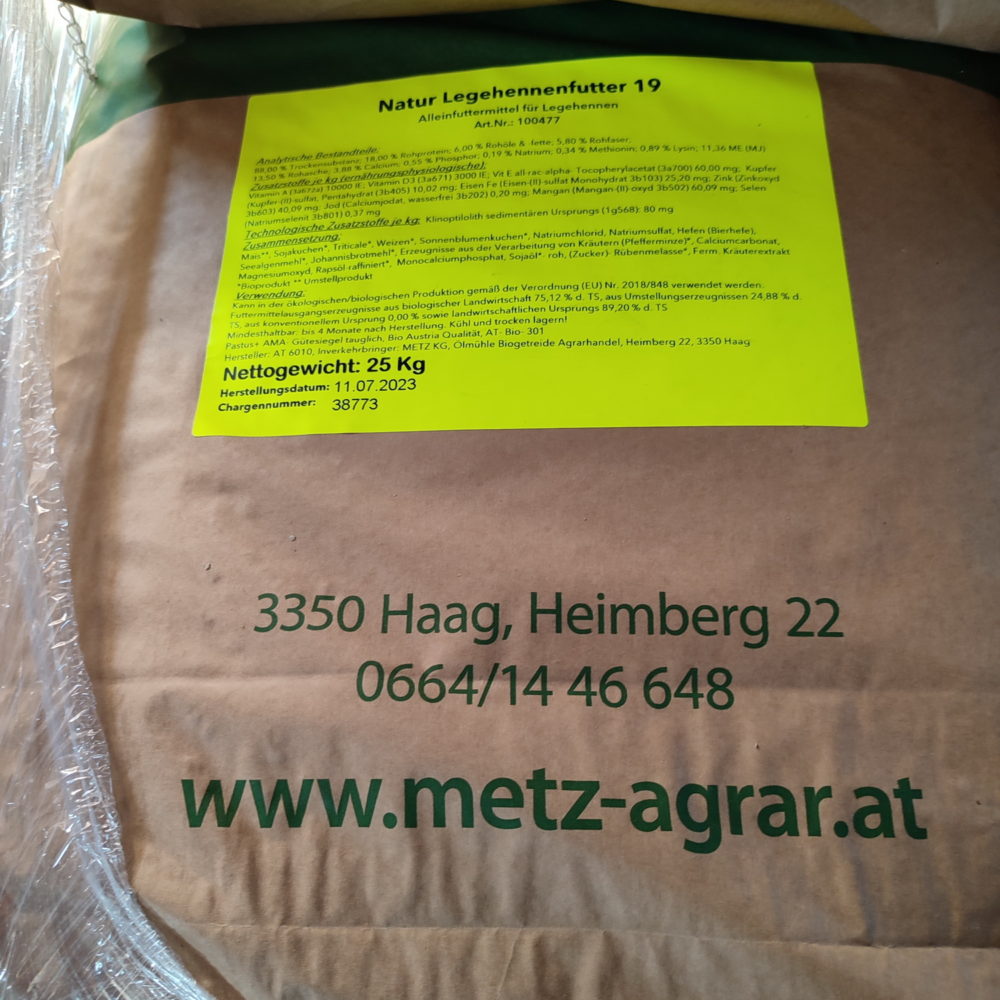 Natur Legehennenfutter 19
Alleinfuttermittel für Legehennen
Art.Nr.: 100477
Analytische Bestandteile:
88,00 % Trockensubstanz; 18,00 % Rohprotein; 6,00 % Rohöle & -fette; 5,80 % Rohfaser;
13,50 % Rohasche; 3,88 % Calcium; 0,55 % Phosphor; 0,19 % Natrium; 0,34 % Methionin; 0,89 % Lysin; 11,36 ME (MJ)
Zusatzstoffe je kg (ernährungsphysiologische):
Vitamin A (3a672a) 10000 IE; Vitamin D3 (3a671) 3000 IE; Vit E all-rac-alpha- Tocopherylacetat (3a700) 60,00 mg; Kupfer
(Kupfer-(II)-sulfat, Pentahydrat (3b405) 10,02 mg; Eisen Fe (Eisen-(II)-sulfat Monohydrat 3b103) 25,20 mg; Zink (Zinkoxyd
3b603) 40,09 mg; Jod (Calciumjodat, wasserfrei 3b202) 0,20 mg; Mangan (Mangan-(II)-oxyd 3b502) 60,09 mg; Selen
(Natriumselenit 3b801) 0,37 mg
Technologische Zusatzstoffe je kg: Klinoptilolith sedimentären Ursprungs (1g568): 80 mg
Zusammensetzung:
Mais**, Sojakuchen*, Triticale*, Weizen*, Sonnenblumenkuchen*, Natriumchlorid, Natriumsulfat, Hefen (Bierhefe),
Seealgenmehl*, Johannisbrotmehl*, Erzeugnisse aus der Verarbeitung von Kräutern (Pfefferminze)*, Calciumcarbonat,
Magnesiumoxyd, Rapsöl-raffiniert*, Monocalciumphosphat, Sojaöl*- roh, (Zucker)- Rübenmelasse*, Ferm. Kräuterextrakt
*Bioprodukt ** Umstellprodukt
Verwendung:
Kann in der ökologischen/biologischen Produktion gemäß der Verordnung (EU) Nr. 2018/848 verwendet werden.
Futtermittelausgangserzeugnisse aus biologischer Landwirtschaft 75,12 % d. TS, aus Umstellungserzeugnissen 24,88 % d.
TS, aus konventionellem Ursprung 0,00 % sowie landwirtschaftlichen Ursprungs 89,20 % d. TS
Mindesthaltbar: bis 4 Monate nach Herstellung. Kühl und trocken lagern!
Pastus+ AMA- Gütesiegel tauglich, Bio Austria Qualität, AT- Bio- 301
Hersteller: AT 6010, Inverkehrbringer: METZ KG, Ölmühle Biogetreide Agrarhandel, Heimberg 22, 3350 Haag
Nettogewicht: 25 Kg
Herstellungsdatum: 11.07.2023
Chargennummer: 38773
3350 Haag, Heimberg 22
0664/14 46 648
www.metz-agrar.at